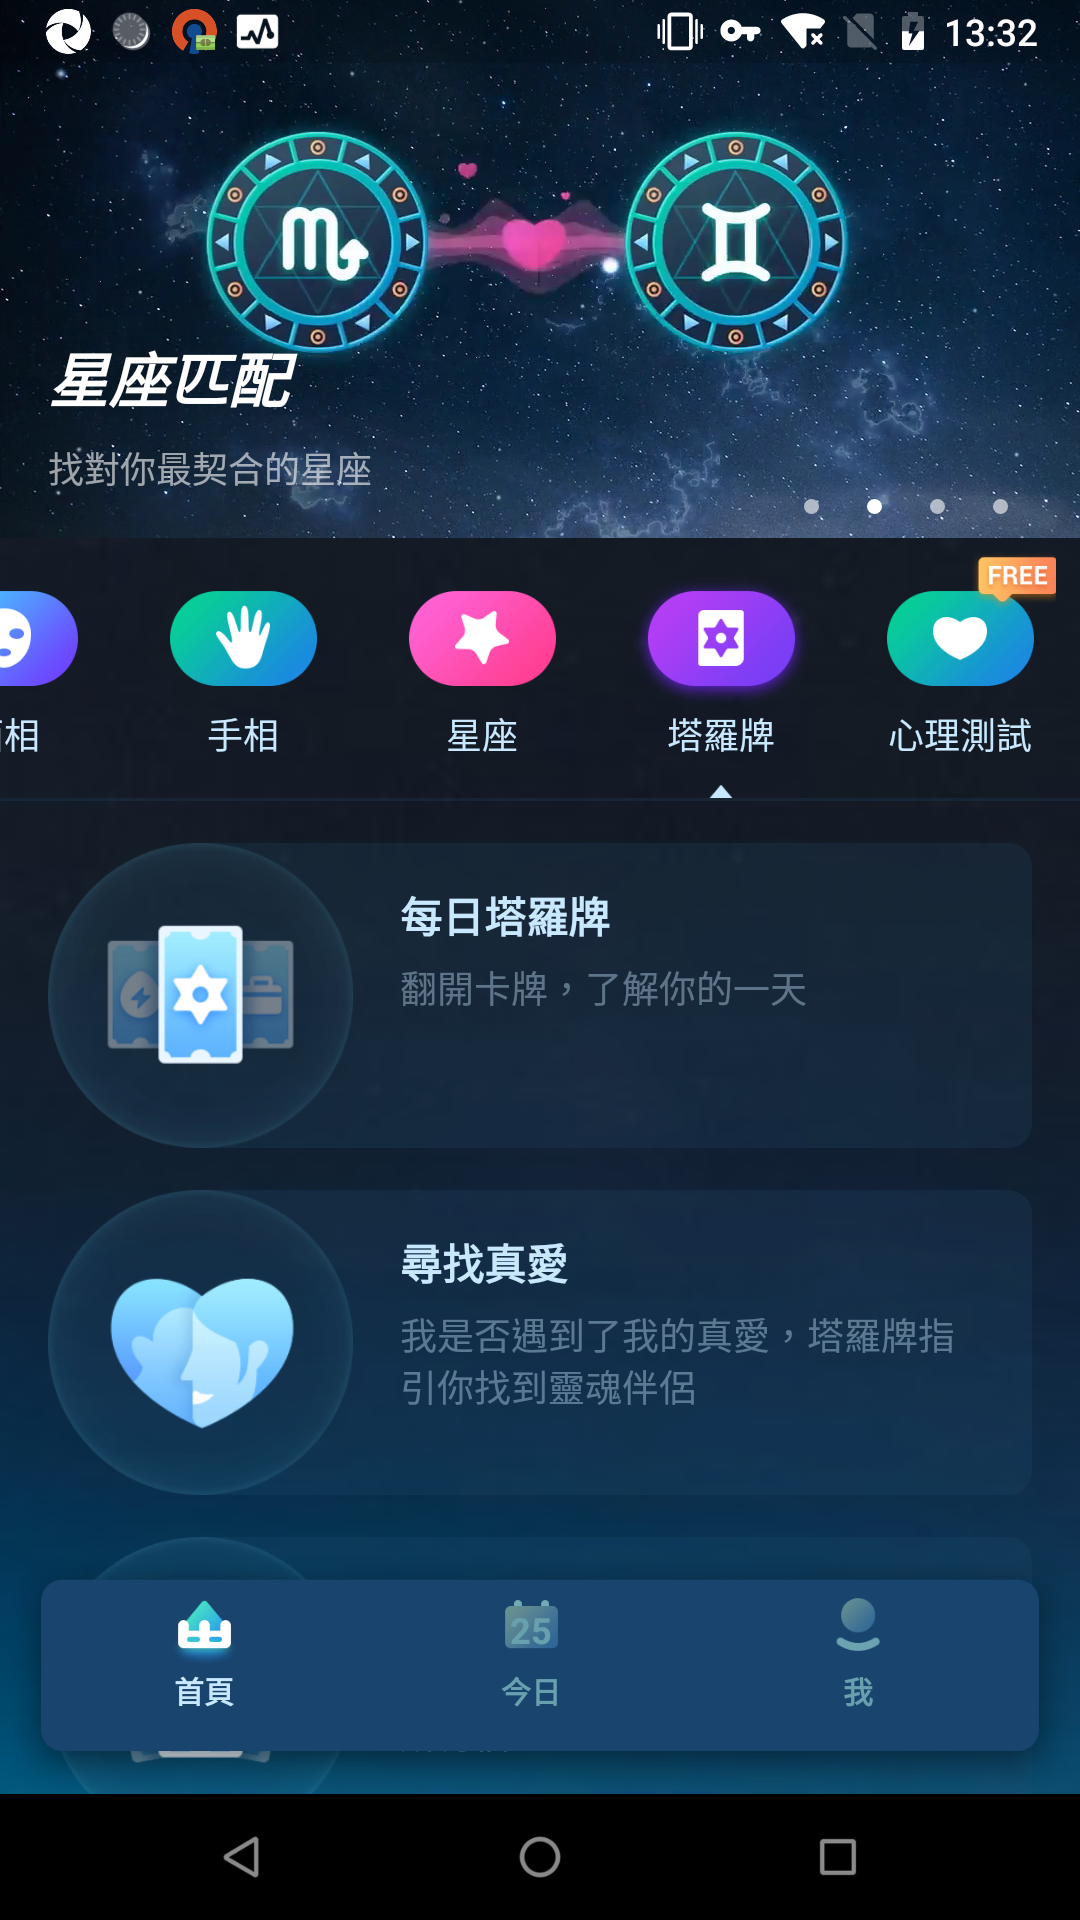 13:32
星座匹配
找對你最契合的星座
FREE
相
手相
星座
塔羅牌
心理測試
每日塔羅牌
翻開卡牌，了解你的一天
尋找真愛
我是否遇到了我的真愛，塔羅牌指
引你找到靈魂伴侶
25
首頁
今日
我